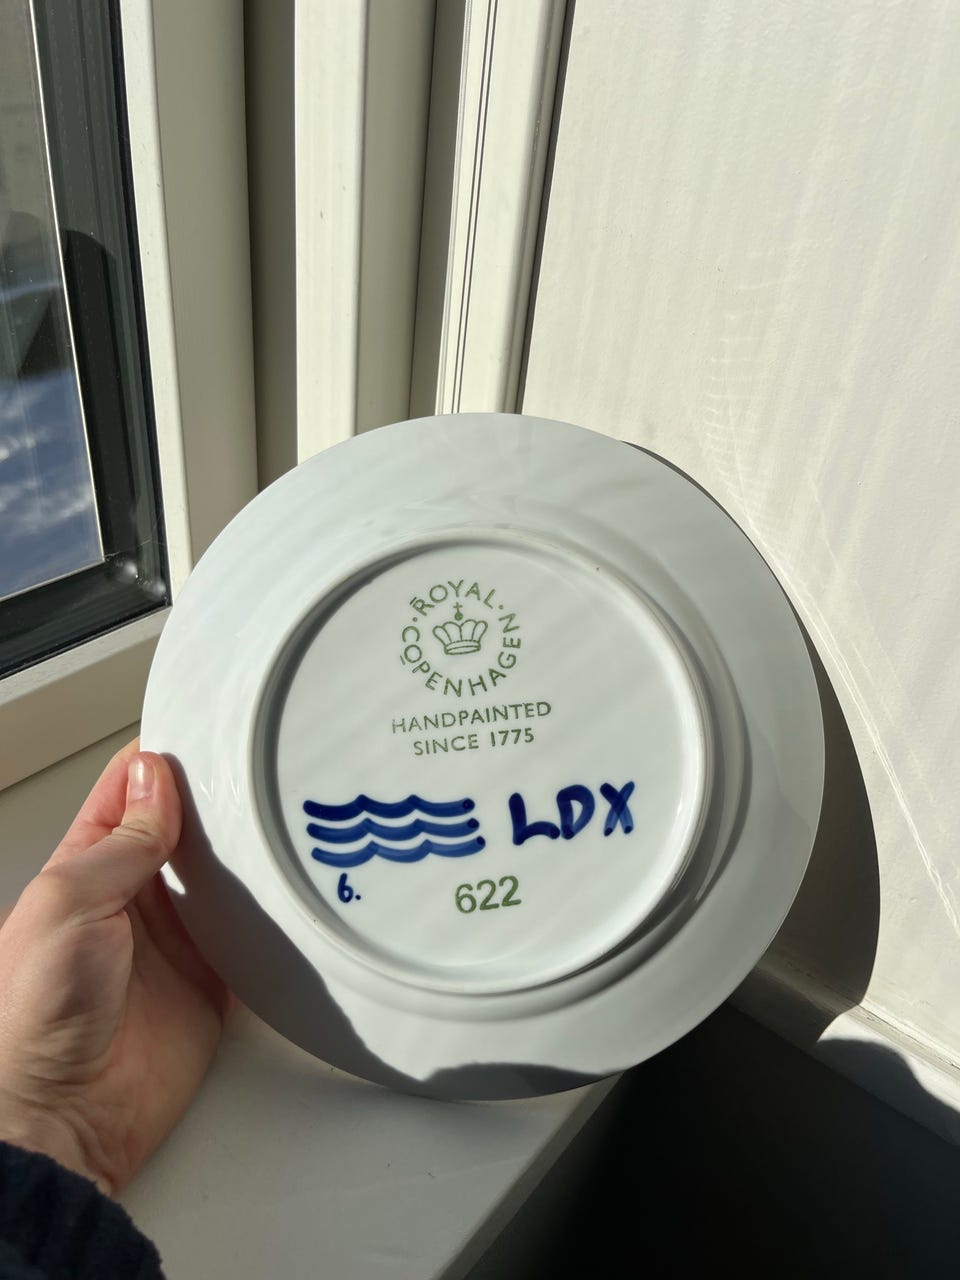 ROYAL · COPENHAGEN ·
HANDPAINTED
SINCE 1775
LDX
6.
622